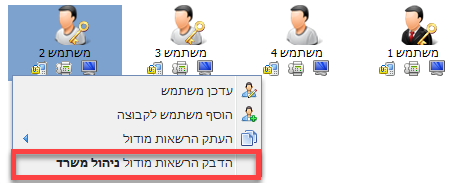 משתמש 1
משתמש 4
משתמש 3
משתמש 2
עדכן משתמש
הוסף משתמש לקבוצה
העתק הרשאות מודול
הדבק הרשאות מודול ניהול משרד